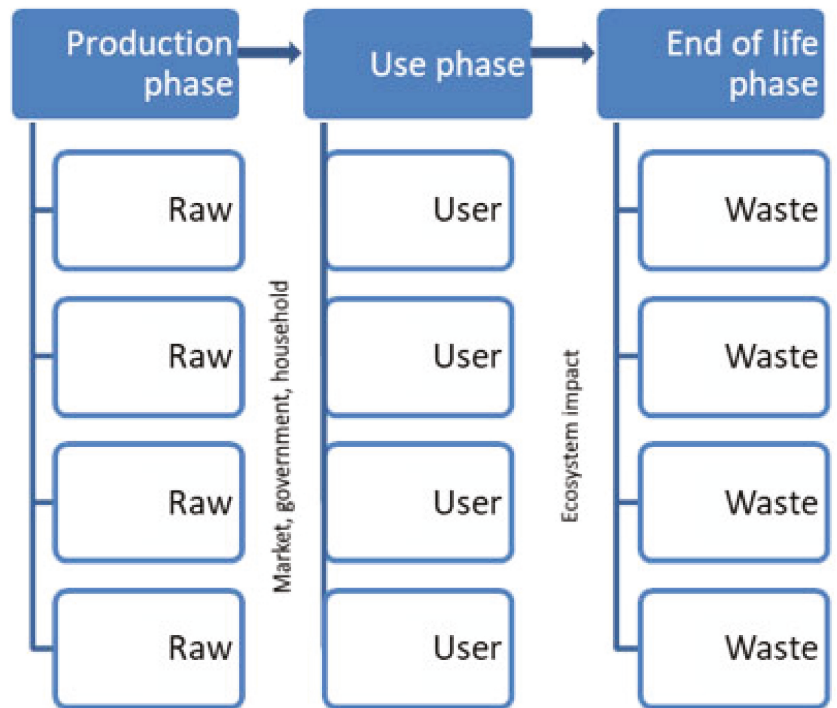 Production
phase
Use phase
End of life
phase
Raw
Raw
Raw
Raw
Market, government, household
User
User
User
User
Ecosystem impact
Waste
Waste
Waste
Waste